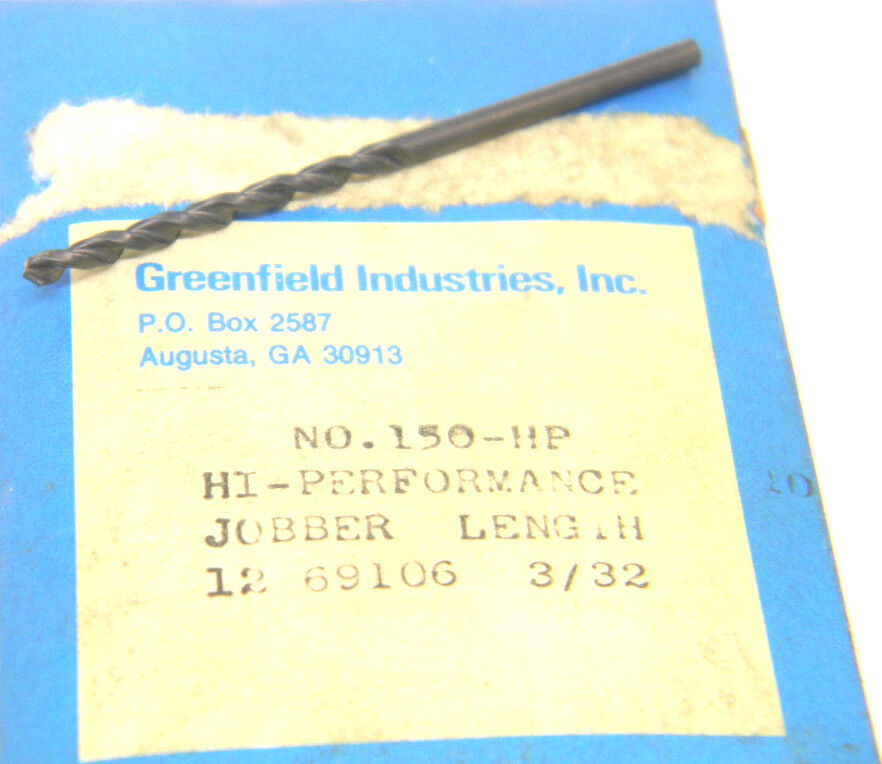 Greenfield Industries, Inc.
P.O. Box 2587
Augusta, GA 30913
NO.150-HP
HI-PERFORMANCE
JOBBER LENGTH
12 69106 3/32